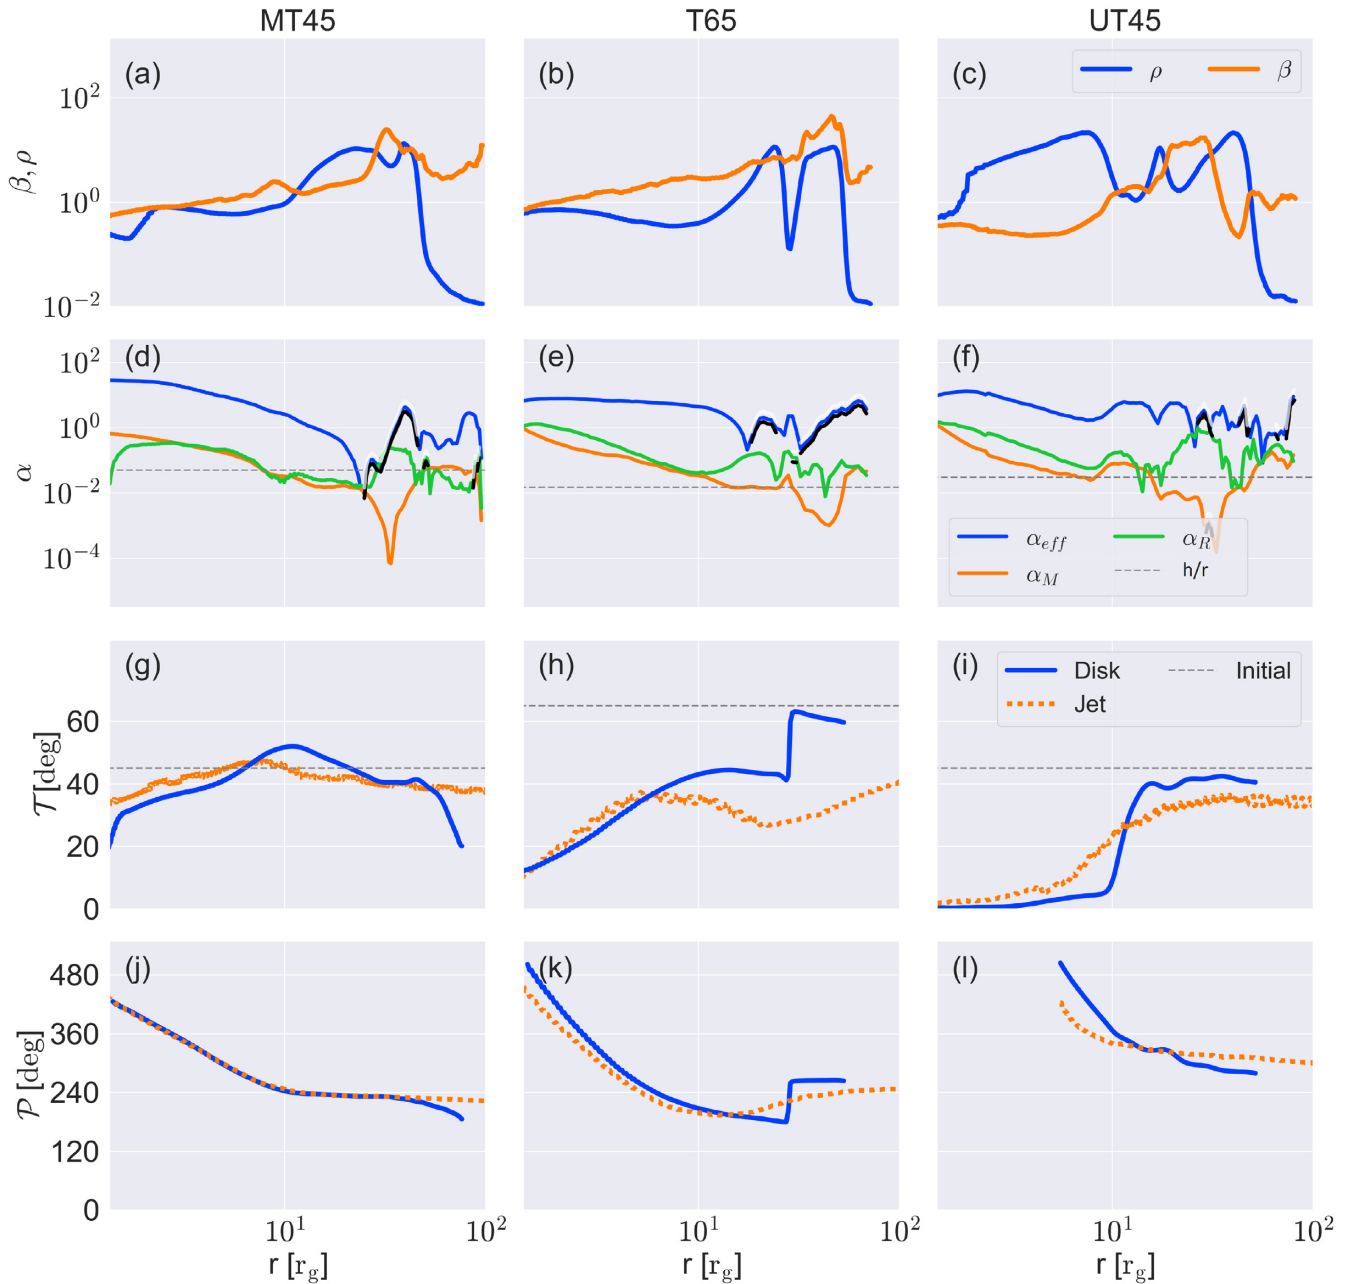 MT45 T65 UT45
(a) (b) (c) ρ β
10² 10⁰ 10⁻²
β, ρ
(d) (e) (f)
10² 10⁰ 10⁻² 10⁻⁴
α
α_eff α_R
α_M h/r
(g) (h) (i) Disk Initial
Jet
60 40 20 0
𝒯[deg]
(j) (k) (l)
480 360 240 120 0
𝒫 [deg]
10¹ 10² 10¹ 10² 10¹ 10²
r [r_g] r [r_g] r [r_g]